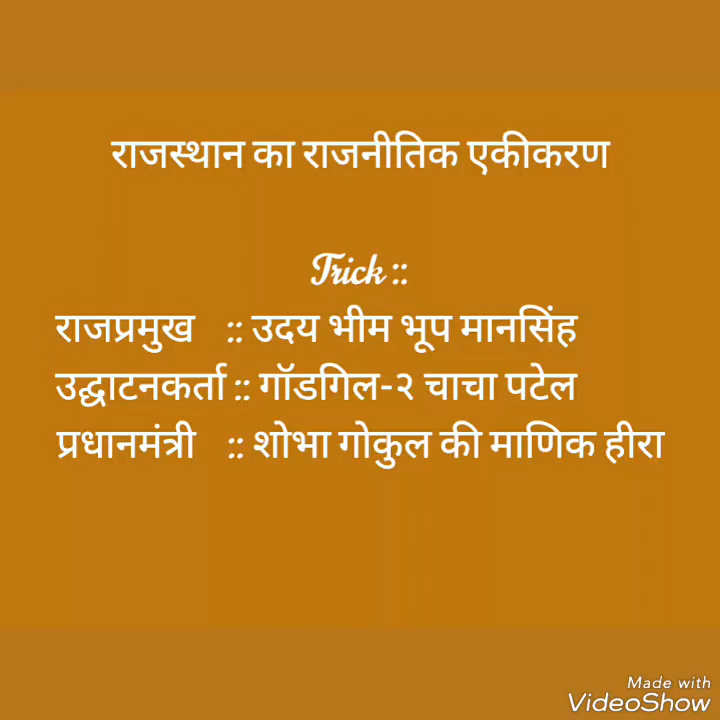 राजस्थान का राजनीतिक एकीकरण
Trick ::
राजप्रमुख :: उदय भीम भूप मानसिंह
उद्घाटनकर्ता :: गॉडगिल-२ चाचा पटेल
प्रधानमंत्री :: शोभा गोकुल की माणिक हीरा
Made with
VideoShow